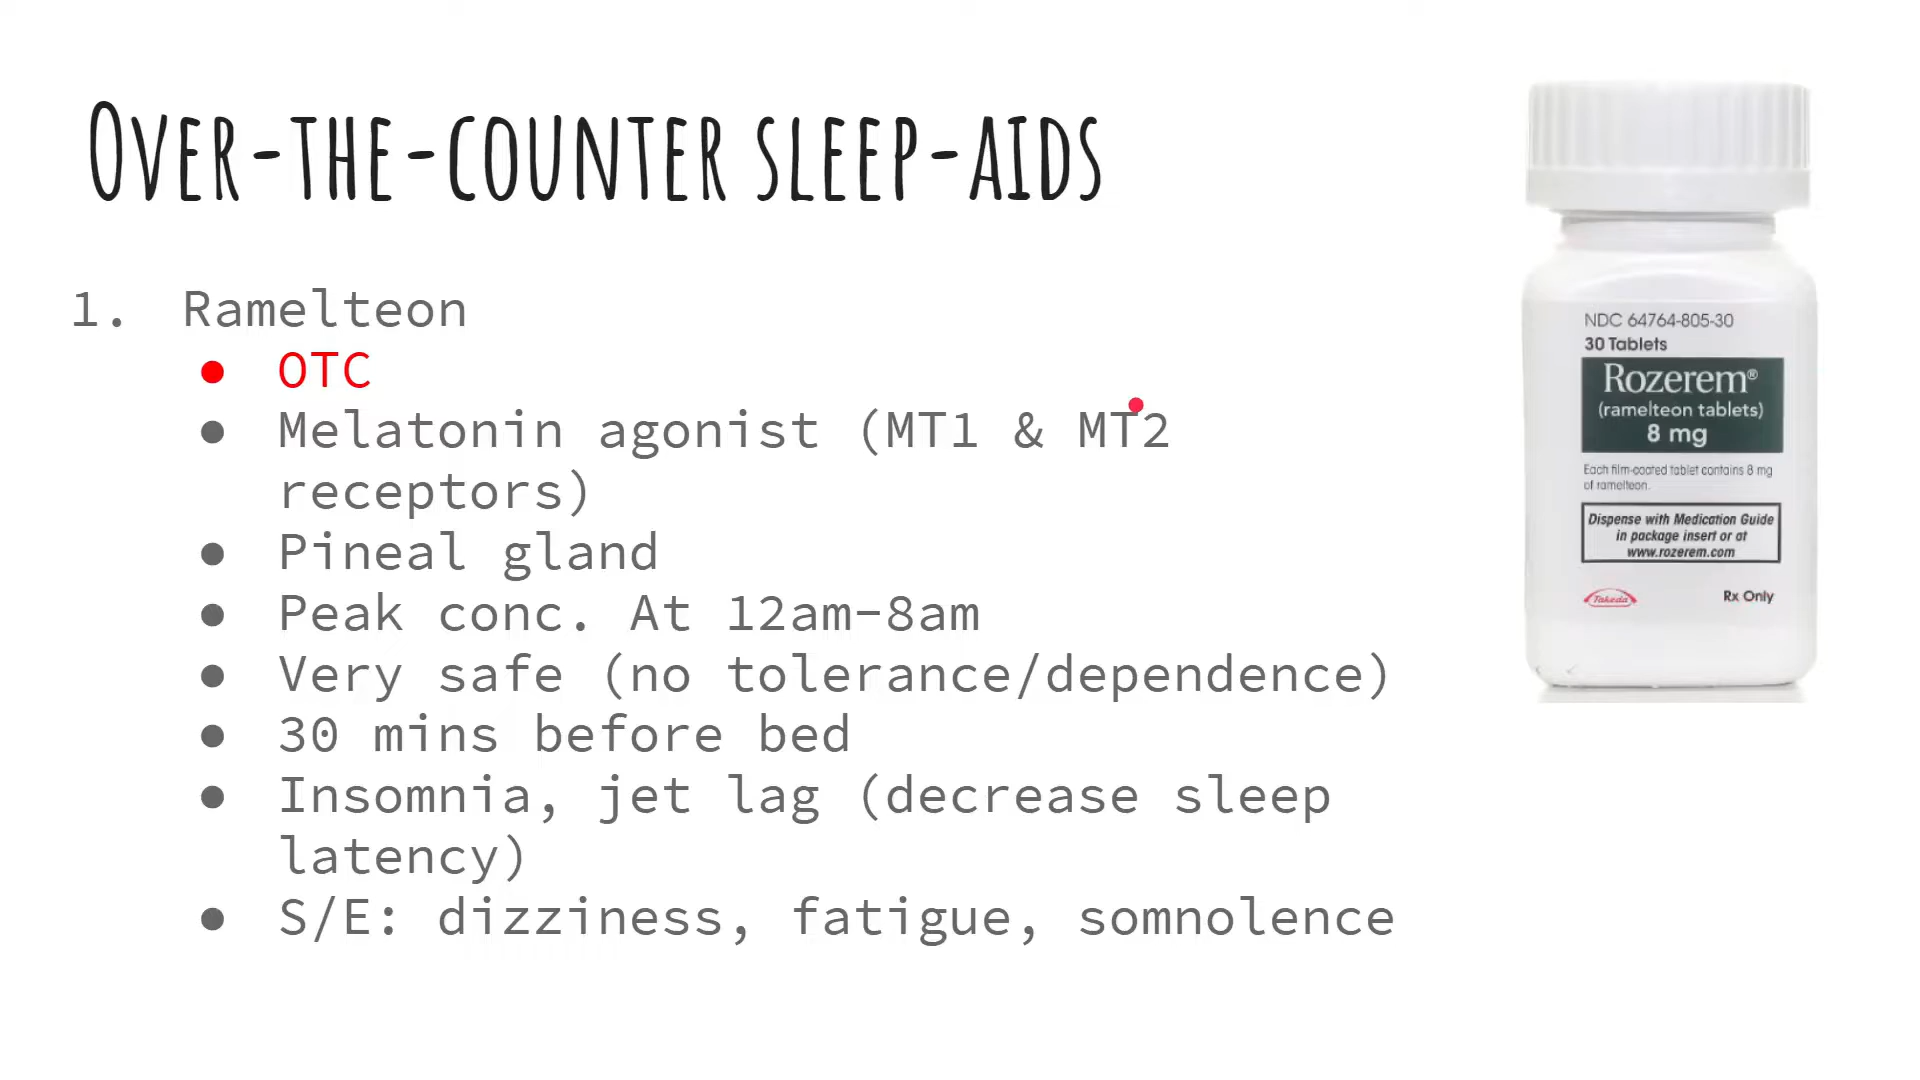 Over-the-counter sleep-aids
1. Ramelteon
● OTC
● Melatonin agonist (MT1 & MT2
receptors)
● Pineal gland
● Peak conc. At 12am-8am
● Very safe (no tolerance/dependence)
● 30 mins before bed
● Insomnia, jet lag (decrease sleep
latency)
● S/E: dizziness, fatigue, somnolence
NDC 64764-805-30
30 Tablets
Rozerem®
(ramelteon tablets)
8 mg
Each film-coated tablet contains 8 mg
of ramelteon.
Dispense with Medication Guide
in package insert or at
www.rozerem.com
Takeda
Rx Only